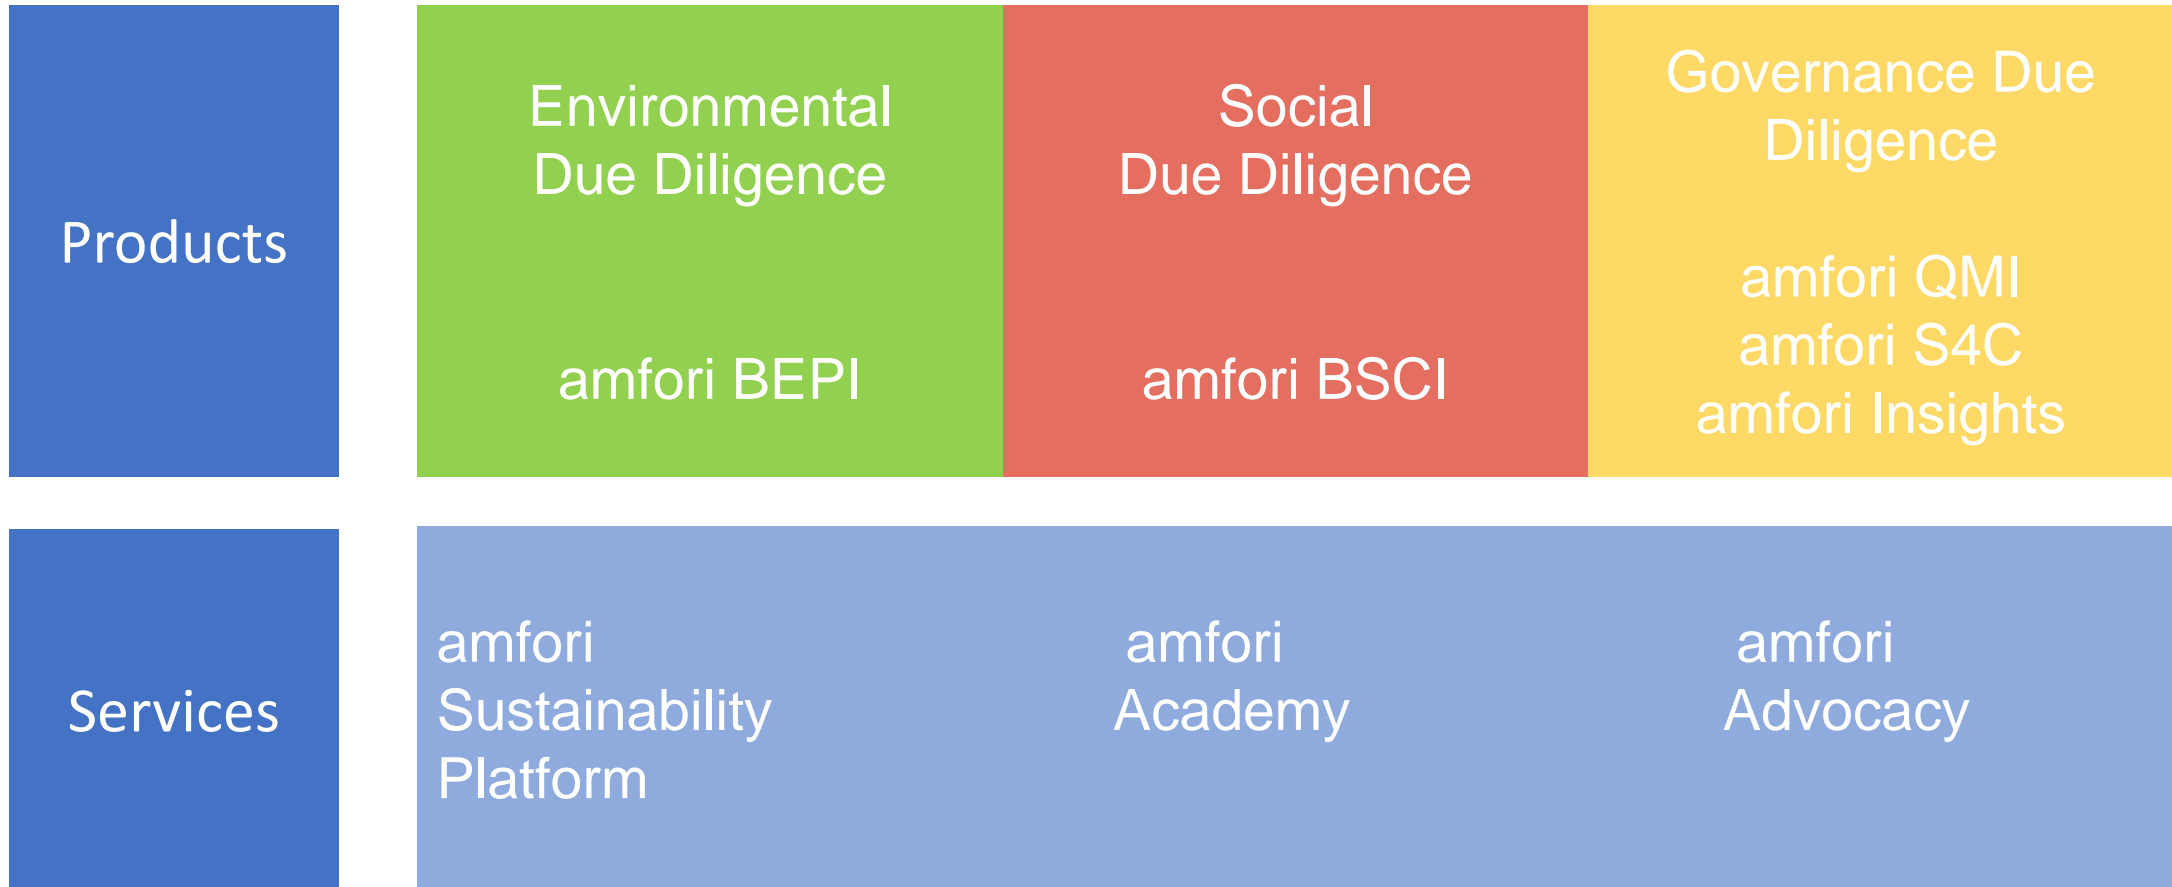 Products
Environmental
Due Diligence
amfori BEPI
Social
Due Diligence
amfori BSCI
Governance Due
Diligence
amfori QMI
amfori S4C
amfori Insights
Services
amfori
Sustainability
Platform
amfori
Academy
amfori
Advocacy